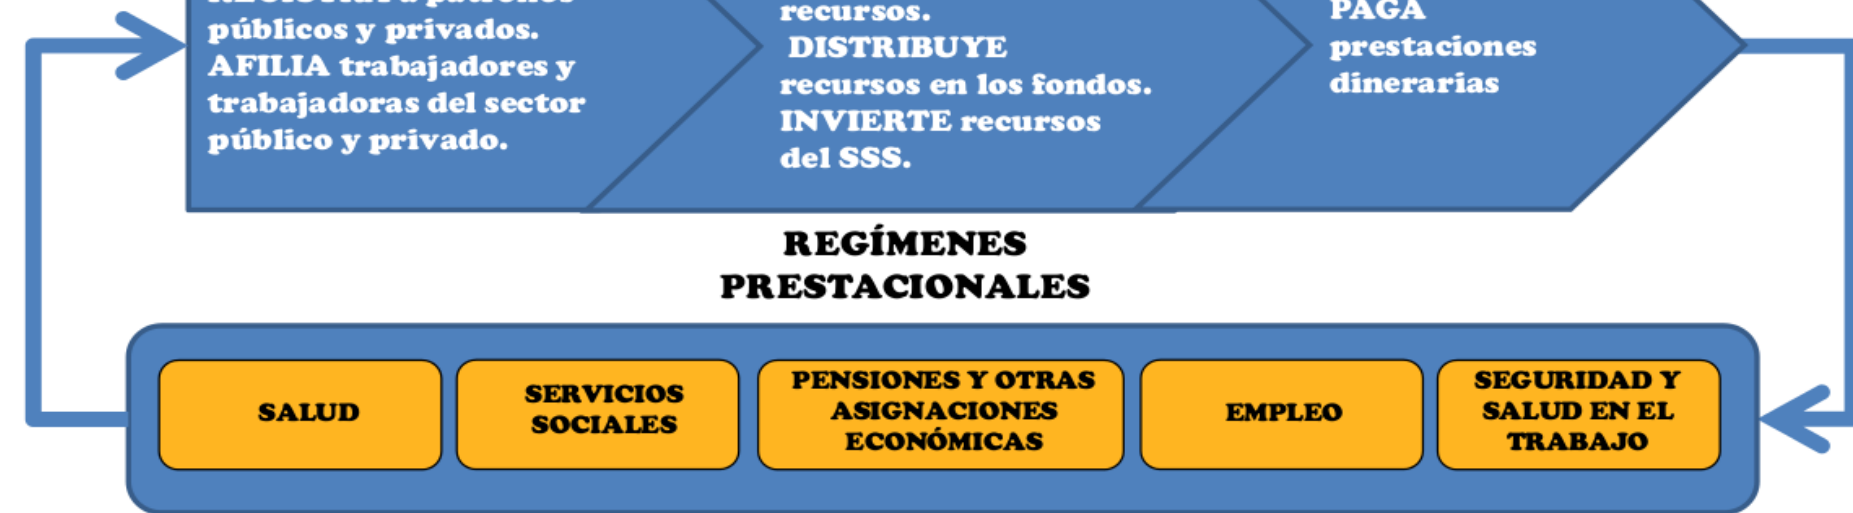 públicos y privados.
AFILIA trabajadores y
trabajadoras del sector
público y privado.
recursos.
DISTRIBUYE
recursos en los fondos.
INVIERTE recursos
del SSS.
PAGA
prestaciones
dinerarias
REGÍMENES
PRESTACIONALES
SALUD
SERVICIOS
SOCIALES
PENSIONES Y OTRAS
ASIGNACIONES
ECONÓMICAS
EMPLEO
SEGURIDAD Y
SALUD EN EL
TRABAJO